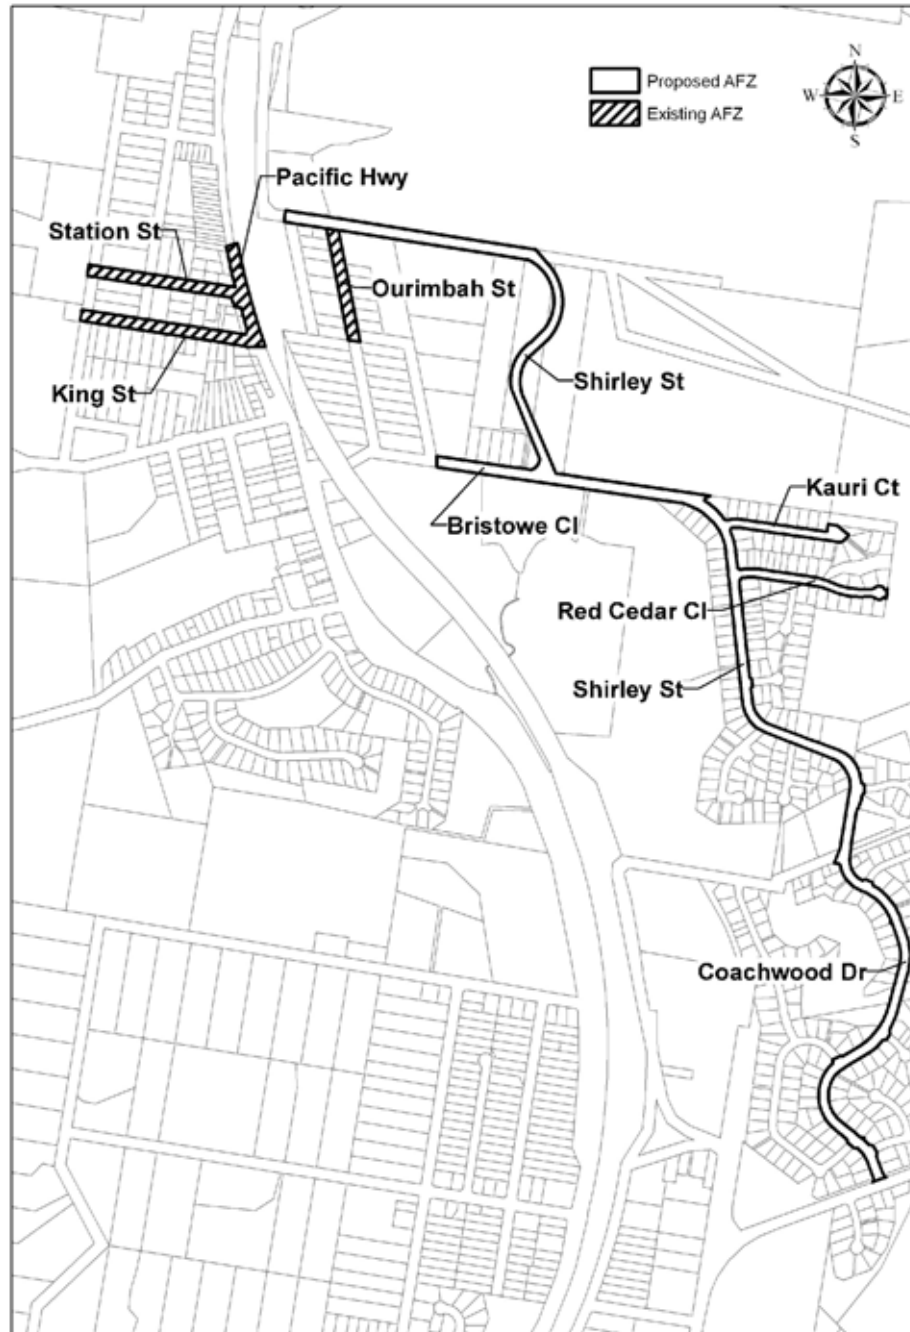 N
Proposed AFZ
W
E
Existing AFZ
S
Pacific Hwy
Station St
Ourimbah St
Shirley St
King St
Kauri Ct
Bristowe Cl
Red Cedar Cl
Shirley St
Coachwood Dr